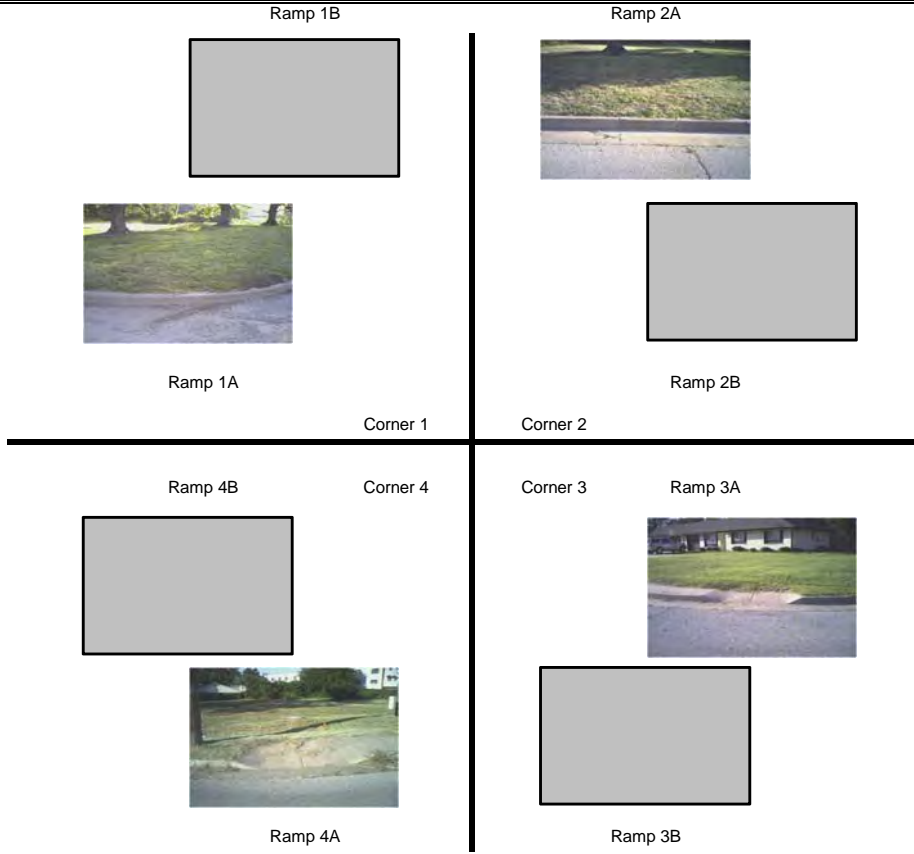 Ramp 1B Ramp 2A
Ramp 1A Ramp 2B
Corner 1 Corner 2
Ramp 4B Corner 4 Corner 3 Ramp 3A
Ramp 4A Ramp 3B